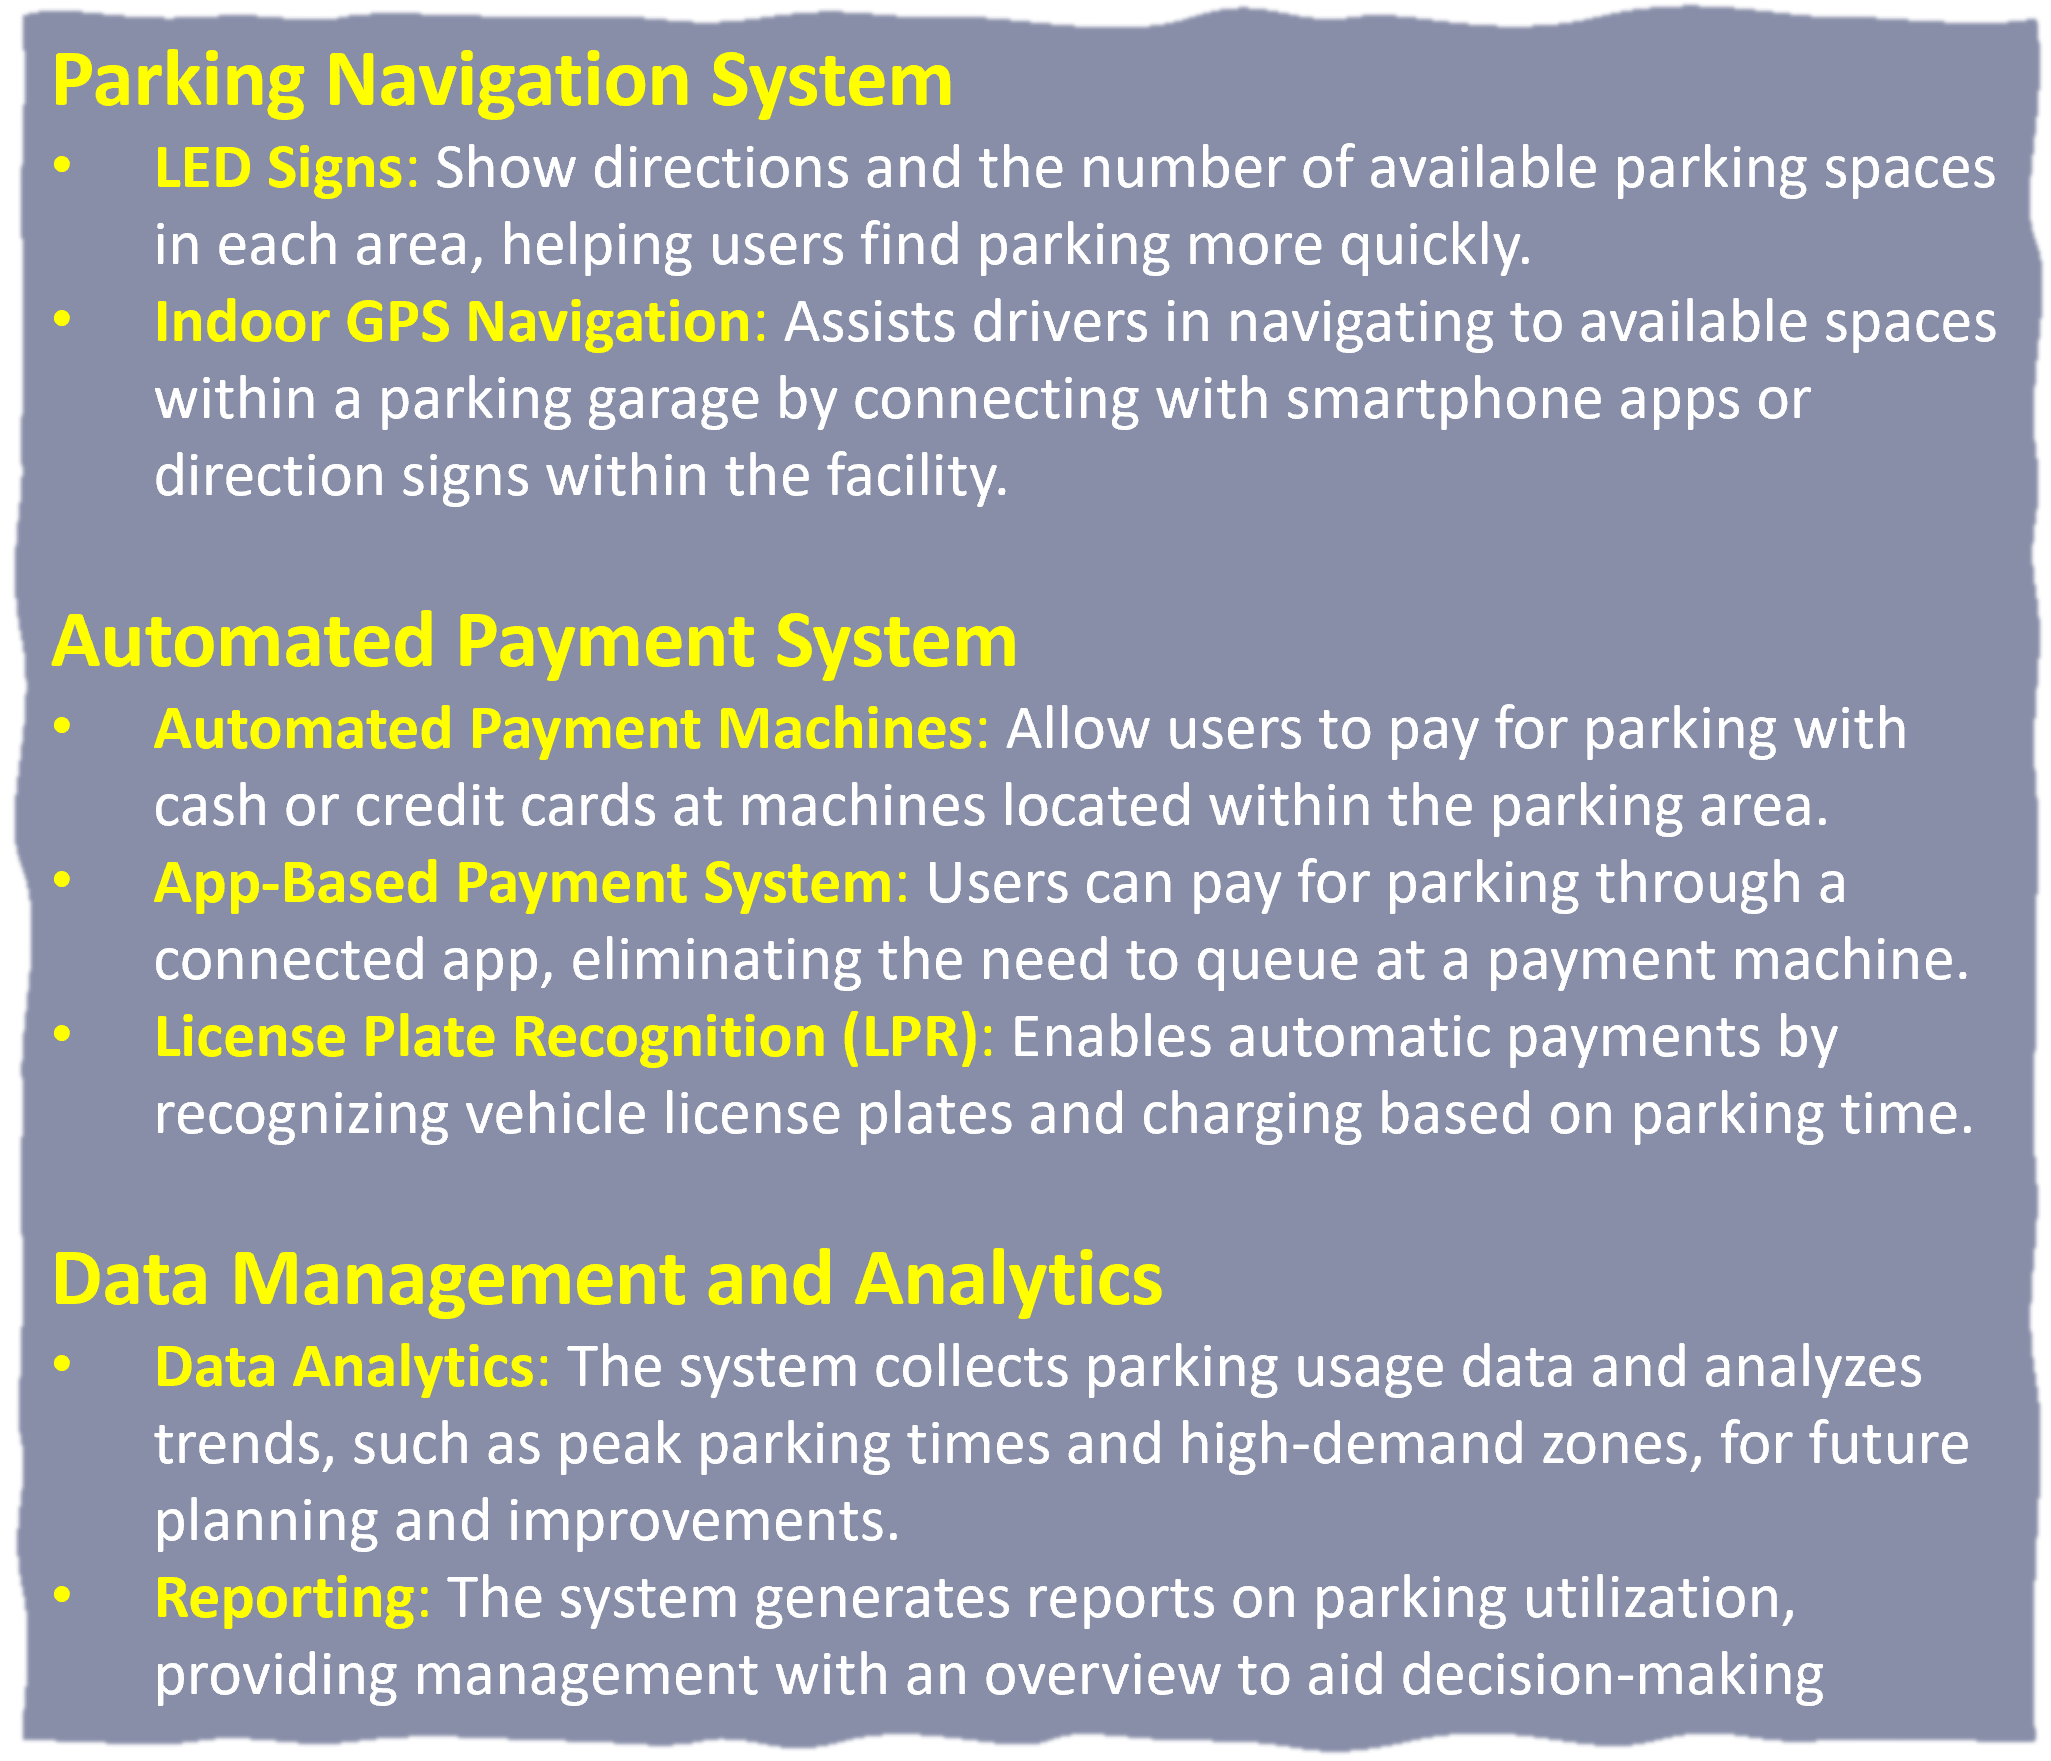 Parking Navigation System
• LED Signs: Show directions and the number of available parking spaces
in each area, helping users find parking more quickly.
• Indoor GPS Navigation: Assists drivers in navigating to available spaces
within a parking garage by connecting with smartphone apps or
direction signs within the facility.
Automated Payment System
• Automated Payment Machines: Allow users to pay for parking with
cash or credit cards at machines located within the parking area.
• App-Based Payment System: Users can pay for parking through a
connected app, eliminating the need to queue at a payment machine.
• License Plate Recognition (LPR): Enables automatic payments by
recognizing vehicle license plates and charging based on parking time.
Data Management and Analytics
• Data Analytics: The system collects parking usage data and analyzes
trends, such as peak parking times and high-demand zones, for future
planning and improvements.
• Reporting: The system generates reports on parking utilization,
providing management with an overview to aid decision-making